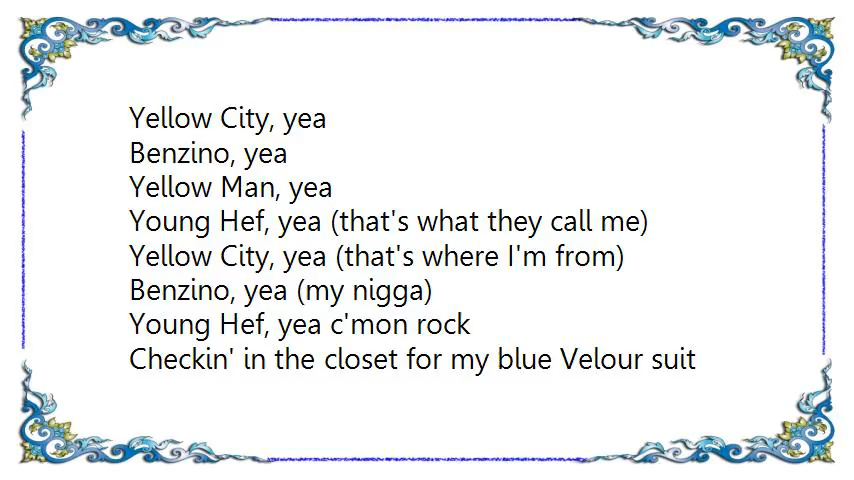 Yellow City, yea
Benzino, yea
Yellow Man, yea
Young Hef, yea (that's what they call me)
Yellow City, yea (that's where I'm from)
Benzino, yea (my nigga)
Young Hef, yea c'mon rock
Checkin' in the closet for my blue Velour suit